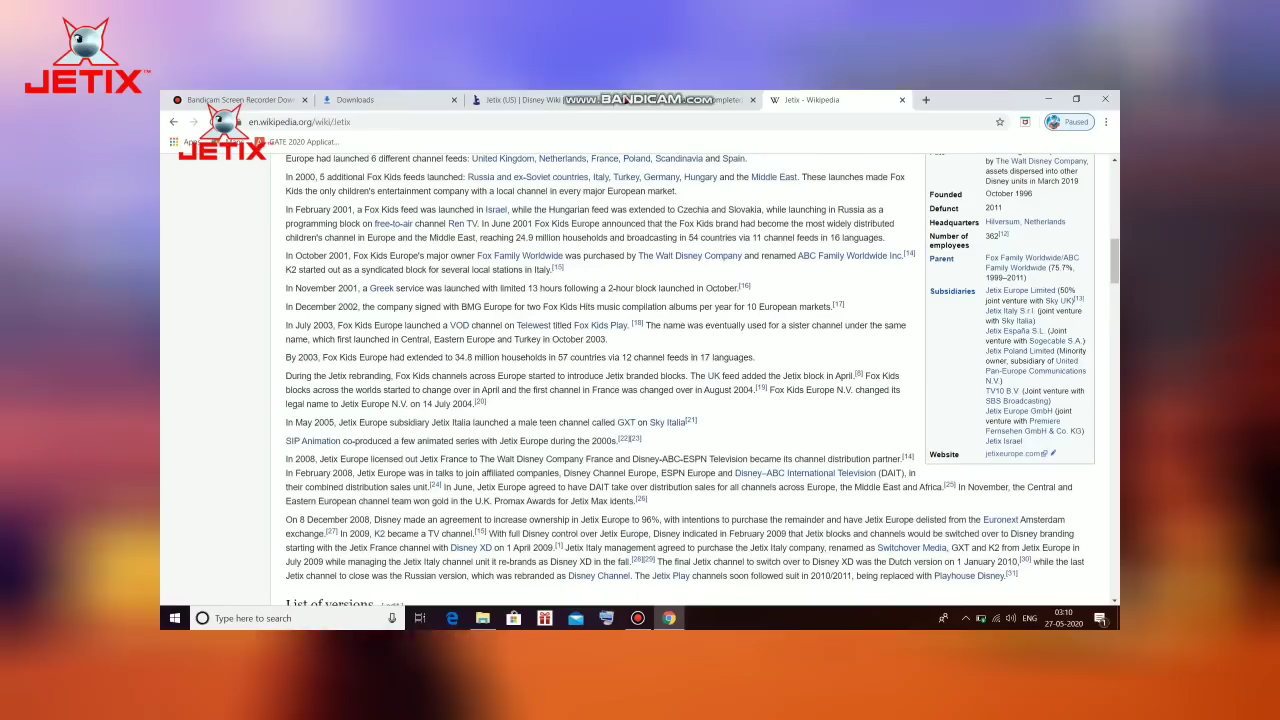 JETIX™
Bandicam Screen Recorder Dow
Downloads
Jetix (US) | Disney Wiki
www.BANDICAM.com
Jetix - Wikipedia
en.wikipedia.org/wiki/Jetix
Paused
JETIX
GATE 2020 Applicat...
Europe had launched 6 different channel feeds: United Kingdom, Netherlands, France, Poland, Scandinavia and Spain.
In 2000, 5 additional Fox Kids feeds launched: Russia and ex-Soviet countries, Italy, Turkey, Germany, Hungary and the Middle East. These launches made Fox
Kids the only children's entertainment company with a local channel in every major European market.
In February 2001, a Fox Kids feed was launched in Israel, while the Hungarian feed was extended to Czechia and Slovakia, while launching in Russia as a
programming block on free-to-air channel Ren TV. In June 2001 Fox Kids Europe announced that the Fox Kids brand had become the most widely distributed
children's channel in Europe and the Middle East, reaching 24.9 million households and broadcasting in 54 countries via 11 channel feeds in 16 languages.
In October 2001, Fox Kids Europe's major owner Fox Family Worldwide was purchased by The Walt Disney Company and renamed ABC Family Worldwide Inc.[14]
K2 started out as a syndicated block for several local stations in Italy.[15]
In November 2001, a Greek service was launched with limited 13 hours following a 2-hour block launched in October.[16]
In December 2002, the company signed with BMG Europe for two Fox Kids Hits music compilation albums per year for 10 European markets.[17]
In July 2003, Fox Kids Europe launched a VOD channel on Telewest titled Fox Kids Play. [18] The name was eventually used for a sister channel under the same
name, which first launched in Central, Eastern Europe and Turkey in October 2003.
By 2003, Fox Kids Europe had extended to 34.8 million households in 57 countries via 12 channel feeds in 17 languages.
During the Jetix rebranding, Fox Kids channels across Europe started to introduce Jetix branded blocks. The UK feed added the Jetix block in April.[8] Fox Kids
blocks across the worlds started to change over in April and the first channel in France was changed over in August 2004.[19] Fox Kids Europe N.V. changed its
legal name to Jetix Europe N.V. on 14 July 2004.[20]
In May 2005, Jetix Europe subsidiary Jetix Italia launched a male teen channel called GXT on Sky Italia[21]
SIP Animation co-produced a few animated series with Jetix Europe during the 2000s.[22][23]
In 2008, Jetix Europe licensed out Jetix France to The Walt Disney Company France and Disney-ABC-ESPN Television became its channel distribution partner.[14]
In February 2008, Jetix Europe was in talks to join affiliated companies, Disney Channel Europe, ESPN Europe and Disney–ABC International Television (DAIT), in
their combined distribution sales unit.[24] In June, Jetix Europe agreed to have DAIT take over distribution sales for all channels across Europe, the Middle East and Africa.[25] In November, the Central and
Eastern European channel team won gold in the U.K. Promax Awards for Jetix Max idents.[26]
On 8 December 2008, Disney made an agreement to increase ownership in Jetix Europe to 96%, with intentions to purchase the remainder and have Jetix Europe delisted from the Euronext Amsterdam
exchange.[27] In 2009, K2 became a TV channel.[15] With full Disney control over Jetix Europe, Disney indicated in February 2009 that Jetix blocks and channels would be switched over to Disney branding
starting with the Jetix France channel with Disney XD on 1 April 2009.[1] Jetix Italy management agreed to purchase the Jetix Italy company, renamed as Switchover Media, GXT and K2 from Jetix Europe in
July 2009 while managing the Jetix Italy channel unit it re-brands as Disney XD in the fall.[28][29] The final Jetix channel to switch over to Disney XD was the Dutch version on 1 January 2010,[30] while the last
Jetix channel to close was the Russian version, which was rebranded as Disney Channel. The Jetix Play channels soon followed suit in 2010/2011, being replaced with Playhouse Disney.[31]
List of versions
by The Walt Disney Company,
assets dispersed into other
Disney units in March 2019
Founded October 1996
Defunct 2011
Headquarters Hilversum, Netherlands
Number of 362[12]
employees
Parent Fox Family Worldwide/ABC
Family Worldwide (75.7%,
1999–2011)
Subsidiaries Jetix Europe Limited (50%
joint venture with Sky UK)[13]
Jetix Italy S.r.l. (joint venture
with Sky Italia)
Jetix España S.L. (Joint
venture with Sogecable S.A.)
Jetix Poland Limited (Minority
owner, subsidiary of United
Pan-Europe Communications
N.V.)
TV10 B.V. (Joint venture with
SBS Broadcasting)
Jetix Europe GmbH (joint
venture with Premiere
Fernsehen GmbH & Co. KG)
Jetix Israel
Website jetixeurope.com
Type here to search
ENG
03:10
27-05-2020